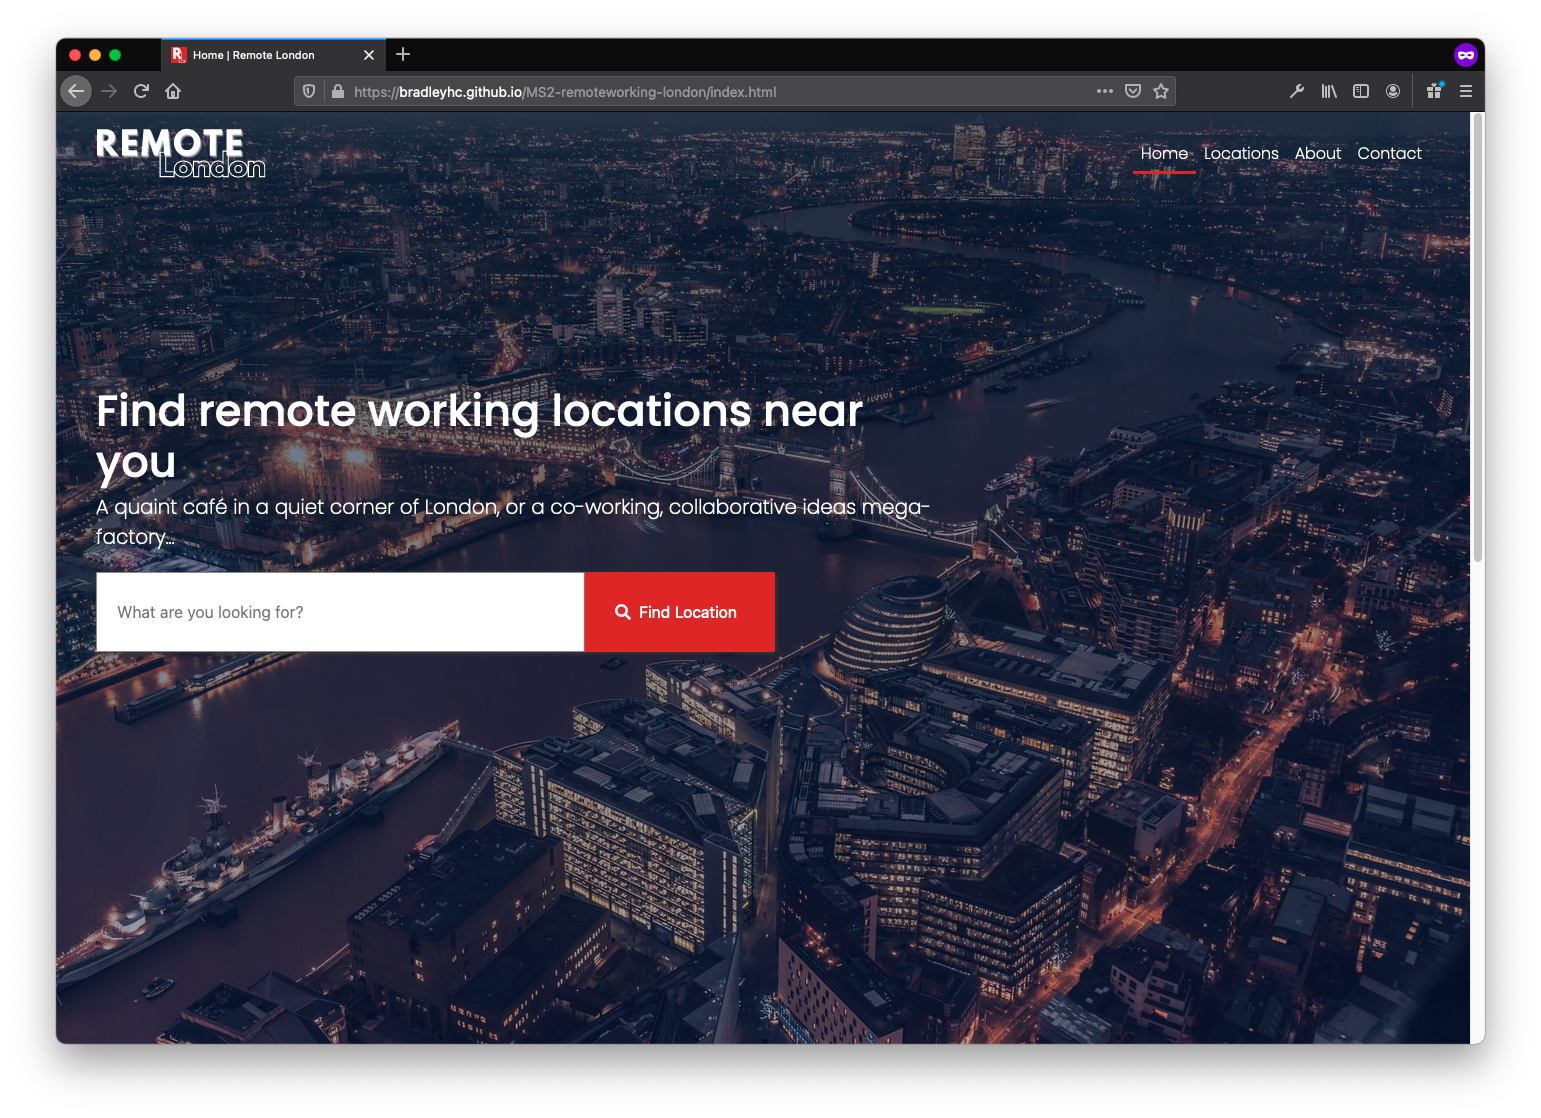 Home | Remote London
https://bradleyhc.github.io/MS2-remoteworking-london/index.html
REMOTE
London
Home Locations About Contact
Find remote working locations near
you
A quaint café in a quiet corner of London, or a co-working, collaborative ideas mega-
factory...
What are you looking for?
Find Location